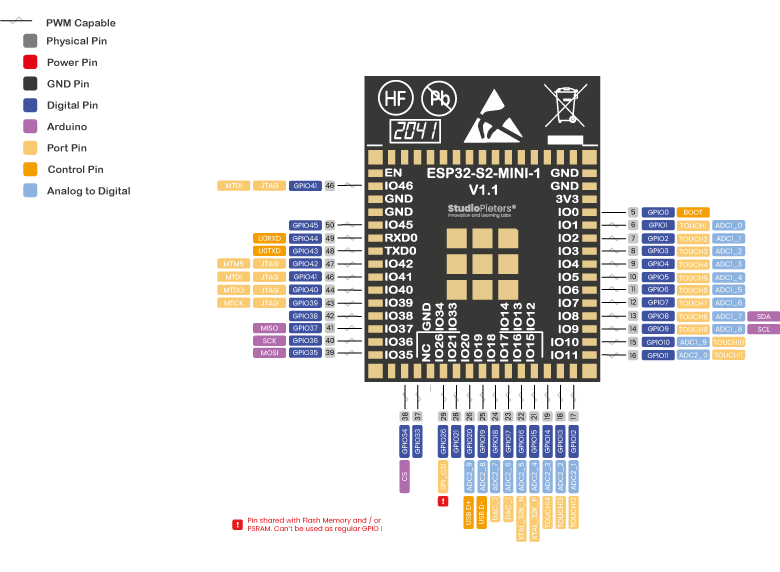 PWM Capable
Physical Pin
Power Pin
GND Pin
Digital Pin
Arduino
Port Pin
Control Pin
Analog to Digital
HF
Pb
2041
ESP32-S2-MINI-1
V1.1
StudioPieters®
Innovation and Learning Labs
EN
IO46
GND
GND
IO45
RXD0
TXD0
IO42
IO41
IO40
IO39
IO38
IO37
IO36
IO35
GND
GND
3V3
IO0
IO1
IO2
IO3
IO4
IO5
IO6
IO7
IO8
IO9
IO10
IO11
GND IO34 IO33 IO14 IO13 IO12
NC IO26 IO21 IO20 IO19 IO18 IO17 IO16 IO15
MTDI JTAG GPIO41 46
GPIO45 50
U0RXD GPIO44 49
U0TXD GPIO43 48
MTMS JTAG GPIO42 47
MTDI JTAG GPIO41 46
MTDO JTAG GPIO40 44
MTCK JTAG GPIO39 43
GPIO38 42
MISO GPIO37 41
SCK GPIO36 40
MOSI GPIO35 39
5 GPIO0 BOOT
6 GPIO1 TOUCH1 ADC1_0
7 GPIO2 TOUCH2 ADC1_1
8 GPIO3 TOUCH3 ADC1_2
9 GPIO4 TOUCH4 ADC1_3
10 GPIO5 TOUCH5 ADC1_4
11 GPIO6 TOUCH6 ADC1_5
12 GPIO7 TOUCH7 ADC1_6
13 GPIO8 TOUCH8 ADC1_7 SDA
14 GPIO9 TOUCH9 ADC1_8 SCL
15 GPIO10 ADC1_9 TOUCH10
16 GPIO11 ADC2_0 TOUCH11
38 GPIO34 CS
37 GPIO33
29 GPIO26 SPI_CSI !
28 GPIO21
26 GPIO20 ADC2_9 USB D+
25 GPIO19 ADC2_8 USB D-
24 GPIO18 ADC2_7 DAC_2
23 GPIO17 ADC2_6 DAC_1
22 GPIO16 ADC2_5 XTAL_32K_N
21 GPIO15 ADC2_4 XTAL_32K_P
19 GPIO14 ADC2_3 TOUCH14
18 GPIO13 ADC2_2 TOUCH13
17 GPIO12 ADC2_1 TOUCH12
! Pin shared with Flash Memory and / or
PSRAM. Can't be used as regular GPIO !